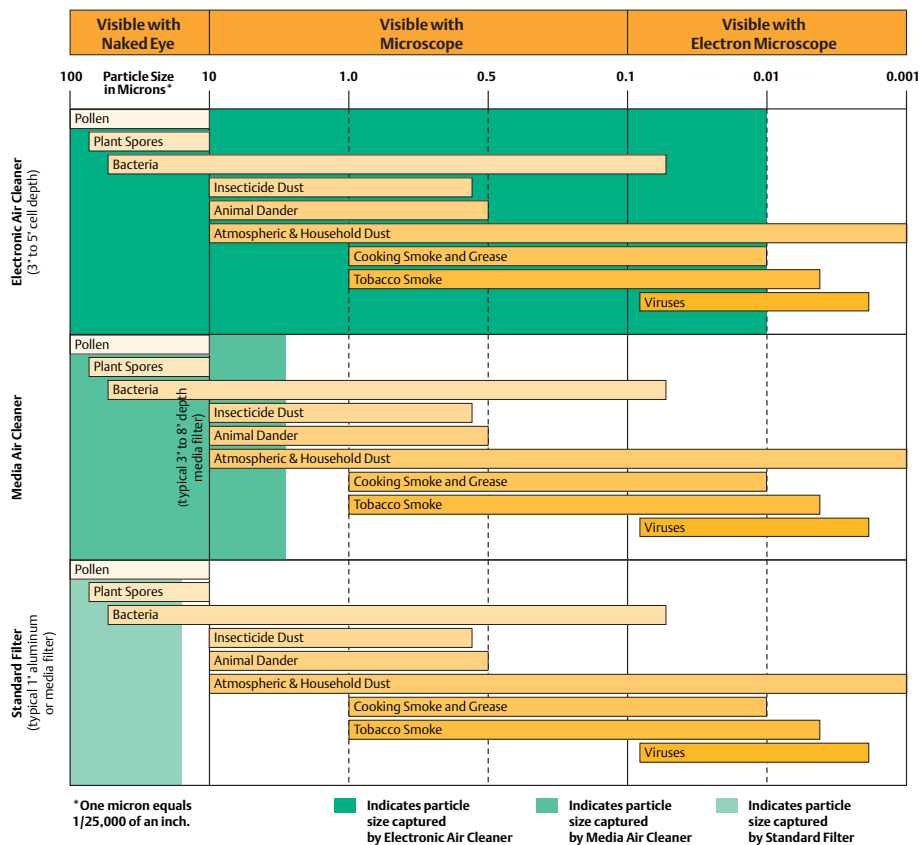 Visible with
Naked Eye
Visible with
Microscope
Visible with
Electron Microscope
100
Particle Size
in Microns*
10
1.0
0.5
0.1
0.01
0.001
Electronic Air Cleaner
(3" to 5" cell depth)
Pollen
Plant Spores
Bacteria
Insecticide Dust
Animal Dander
Atmospheric & Household Dust
Cooking Smoke and Grease
Tobacco Smoke
Viruses
Media Air Cleaner
(typical 3" to 8" depth
media filter)
Pollen
Plant Spores
Bacteria
Insecticide Dust
Animal Dander
Atmospheric & Household Dust
Cooking Smoke and Grease
Tobacco Smoke
Viruses
Standard Filter
(typical 1" aluminum
or media filter)
Pollen
Plant Spores
Bacteria
Insecticide Dust
Animal Dander
Atmospheric & Household Dust
Cooking Smoke and Grease
Tobacco Smoke
Viruses
*One micron equals
1/25,000 of an inch.
Indicates particle
size captured
by Electronic Air Cleaner
Indicates particle
size captured
by Media Air Cleaner
Indicates particle
size captured
by Standard Filter